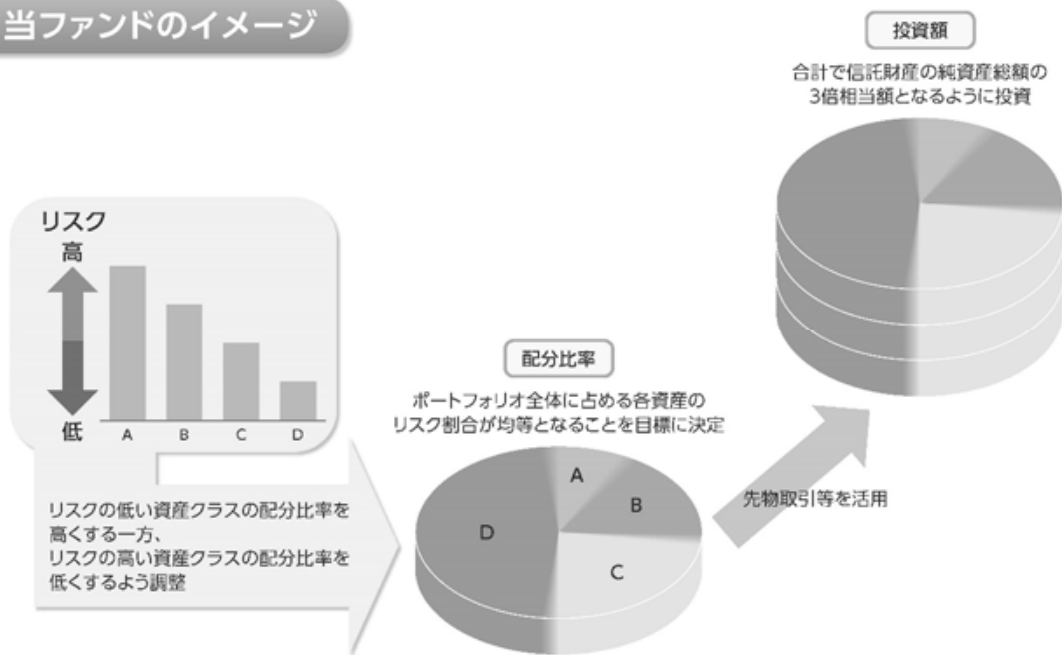 当ファンドのイメージ
投資額
合計で信託財産の純資産総額の
3倍相当額となるように投資
リスク
高
低
A B C D
配分比率
ポートフォリオ全体に占める各資産の
リスク割合が均等となることを目標に決定
リスクの低い資産クラスの配分比率を
高くする一方、
リスクの高い資産クラスの配分比率を
低くするよう調整
A
B
C
D
先物取引等を活用